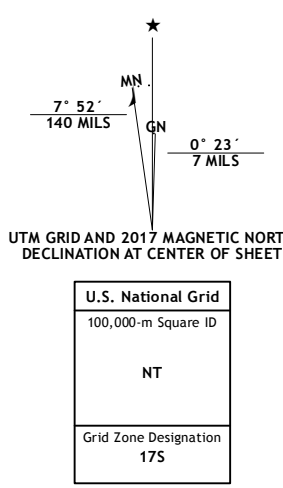 ★
MN
7° 52´
140 MILS
GN
0° 23´
7 MILS
UTM GRID AND 2017 MAGNETIC NORT
DECLINATION AT CENTER OF SHEET
U.S. National Grid
100,000-m Square ID
NT
Grid Zone Designation
17S